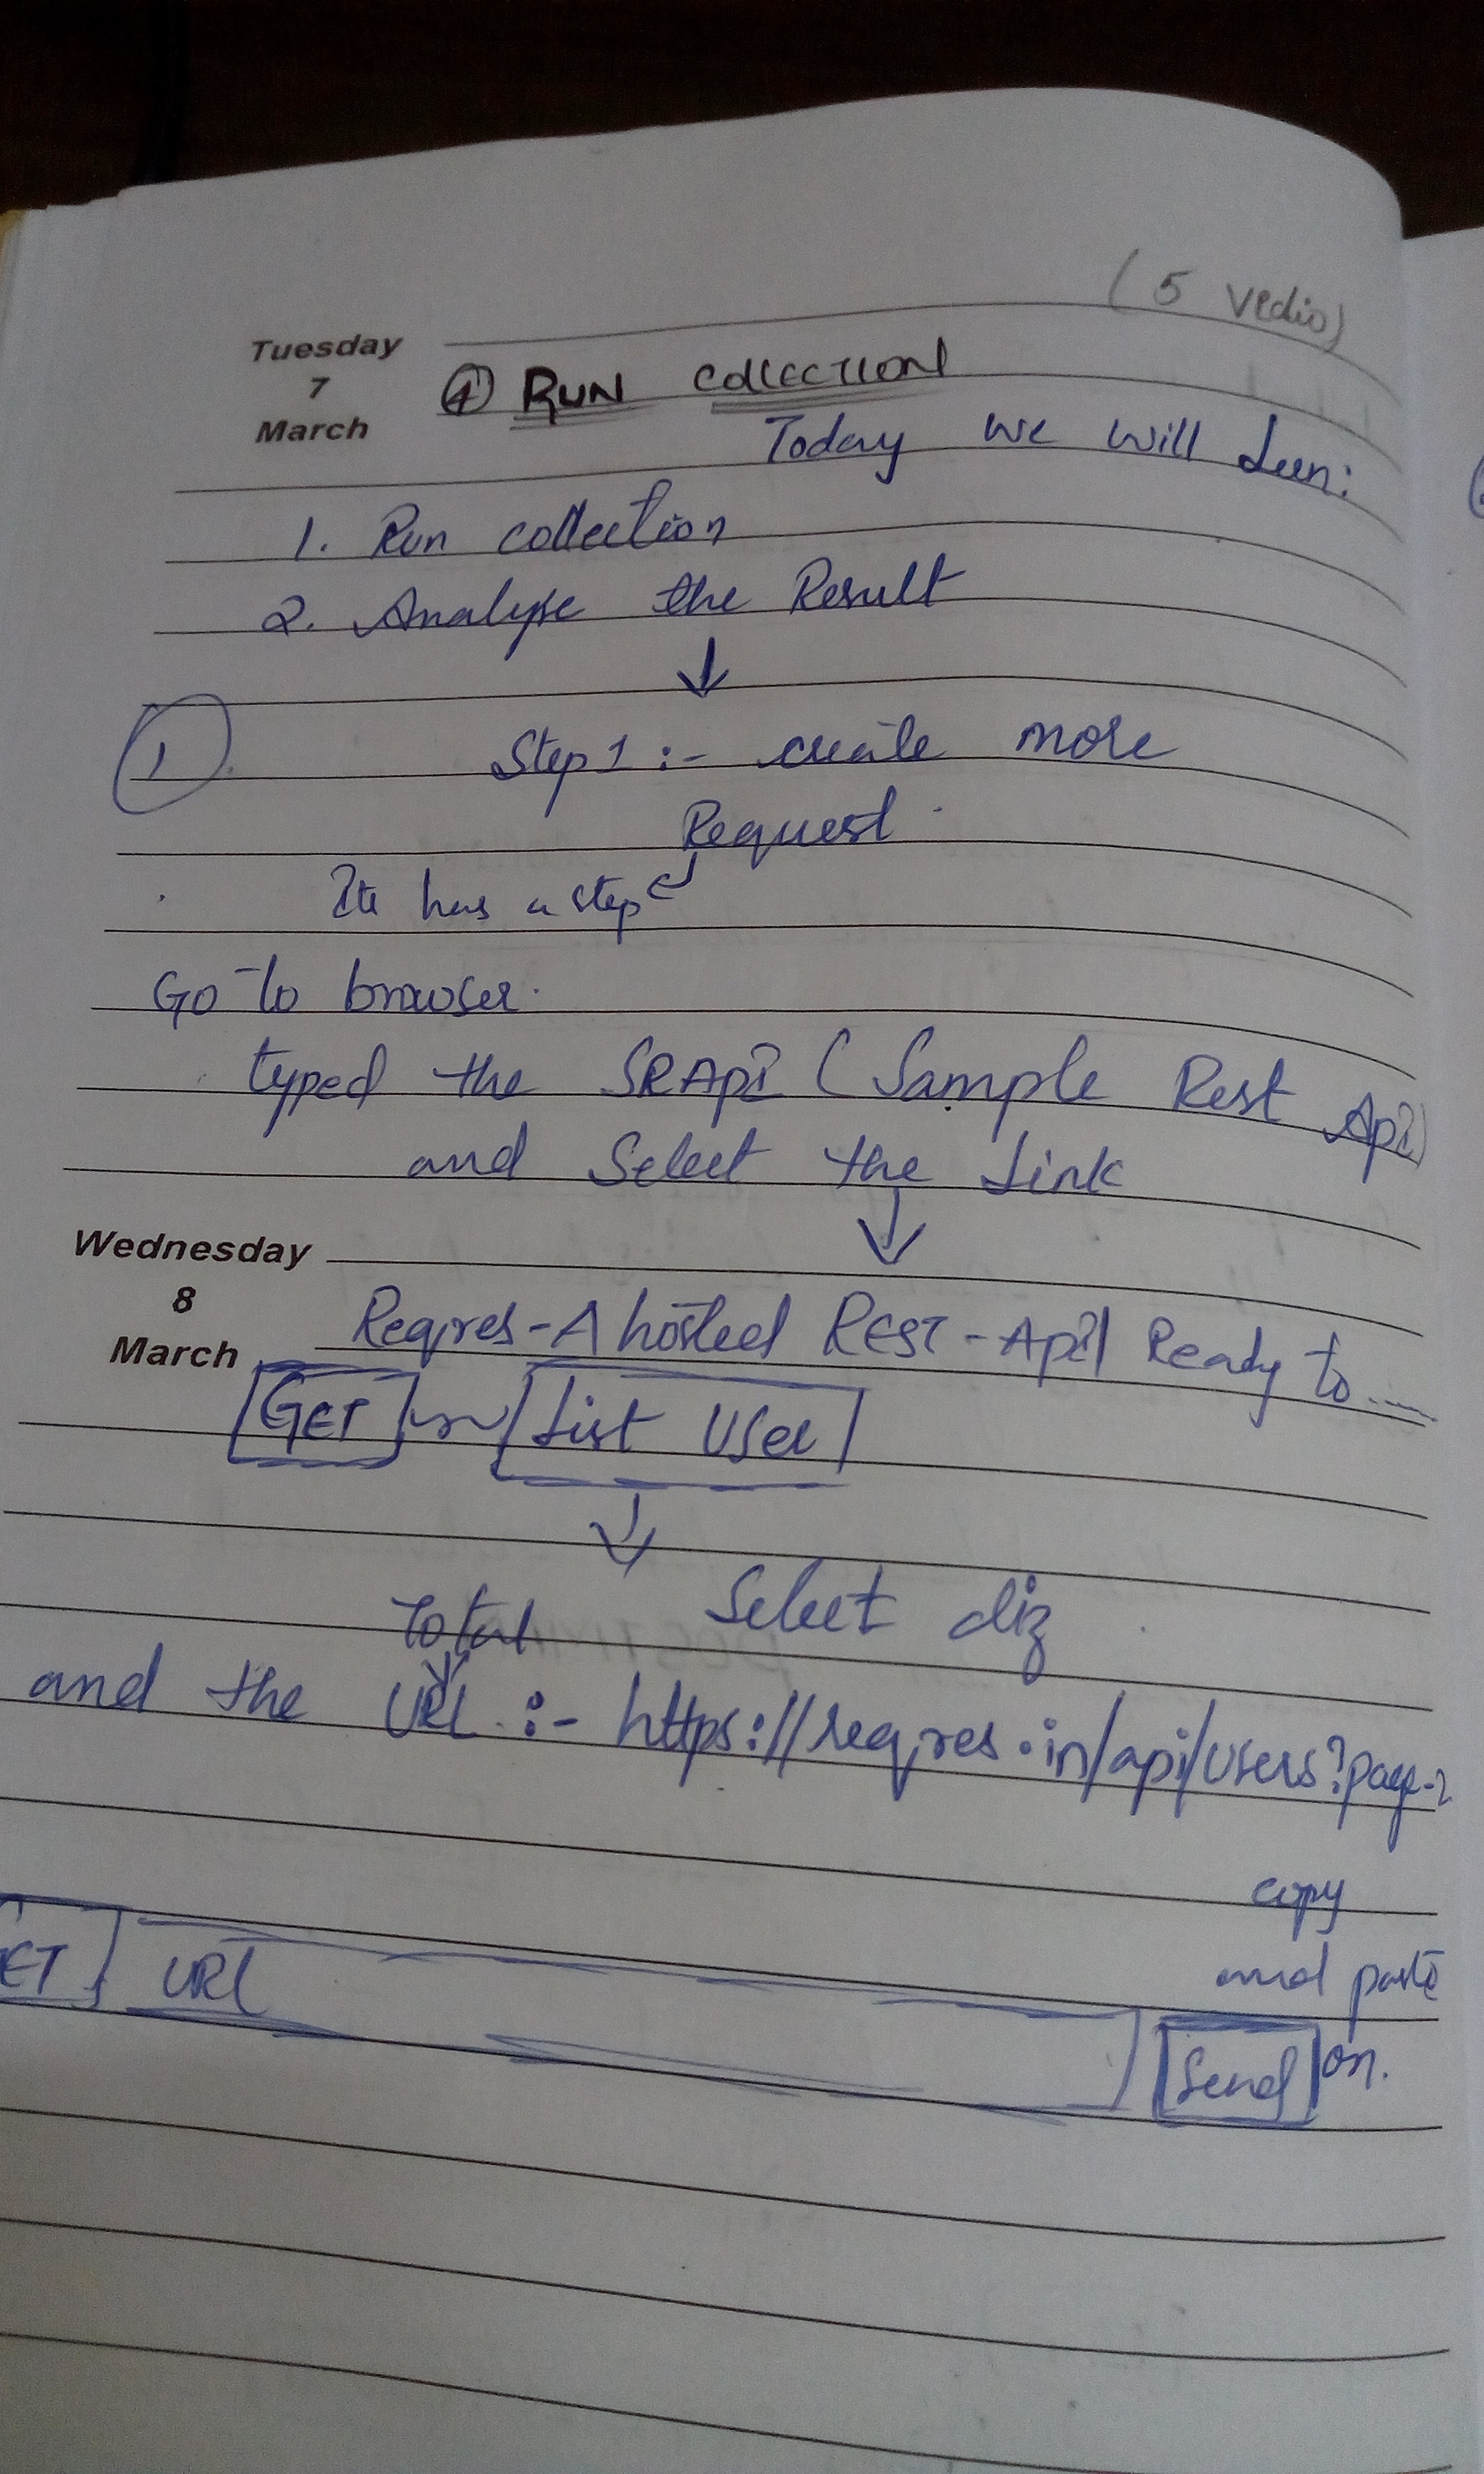 ( 5 Vedio)
Tuesday
7
March
④ RUN COLLECTION
Today we will Leen:
1. Run collection
2. Analyse the Result
↓
①
Step 1 :- create more
Request.
Its has a step
Go to browser.
typed the SRApi (Sample Rest Api)
and Select the Link
↓
Wednesday
8
March
Reqres-A hosted REST-Api Ready to....
GET List User
↓
Select diz
Total
and the URL :- https://reqres.in/api/users?page-2
copy
and paste
on.
ET URL Send